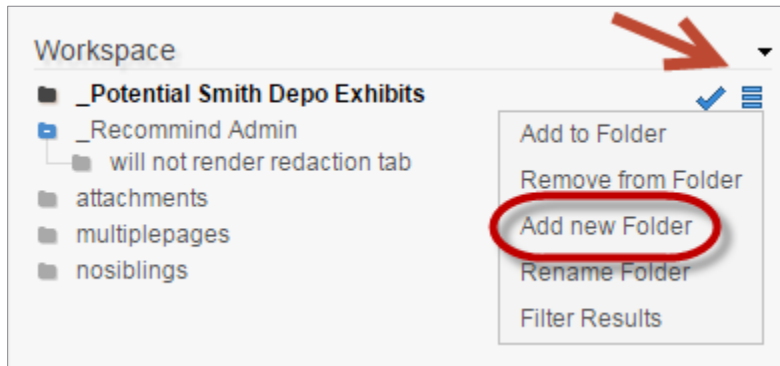 Workspace
_Potential Smith Depo Exhibits
_Recommind Admin
will not render redaction tab
attachments
multiplepages
nosiblings
Add to Folder
Remove from Folder
Add new Folder
Rename Folder
Filter Results